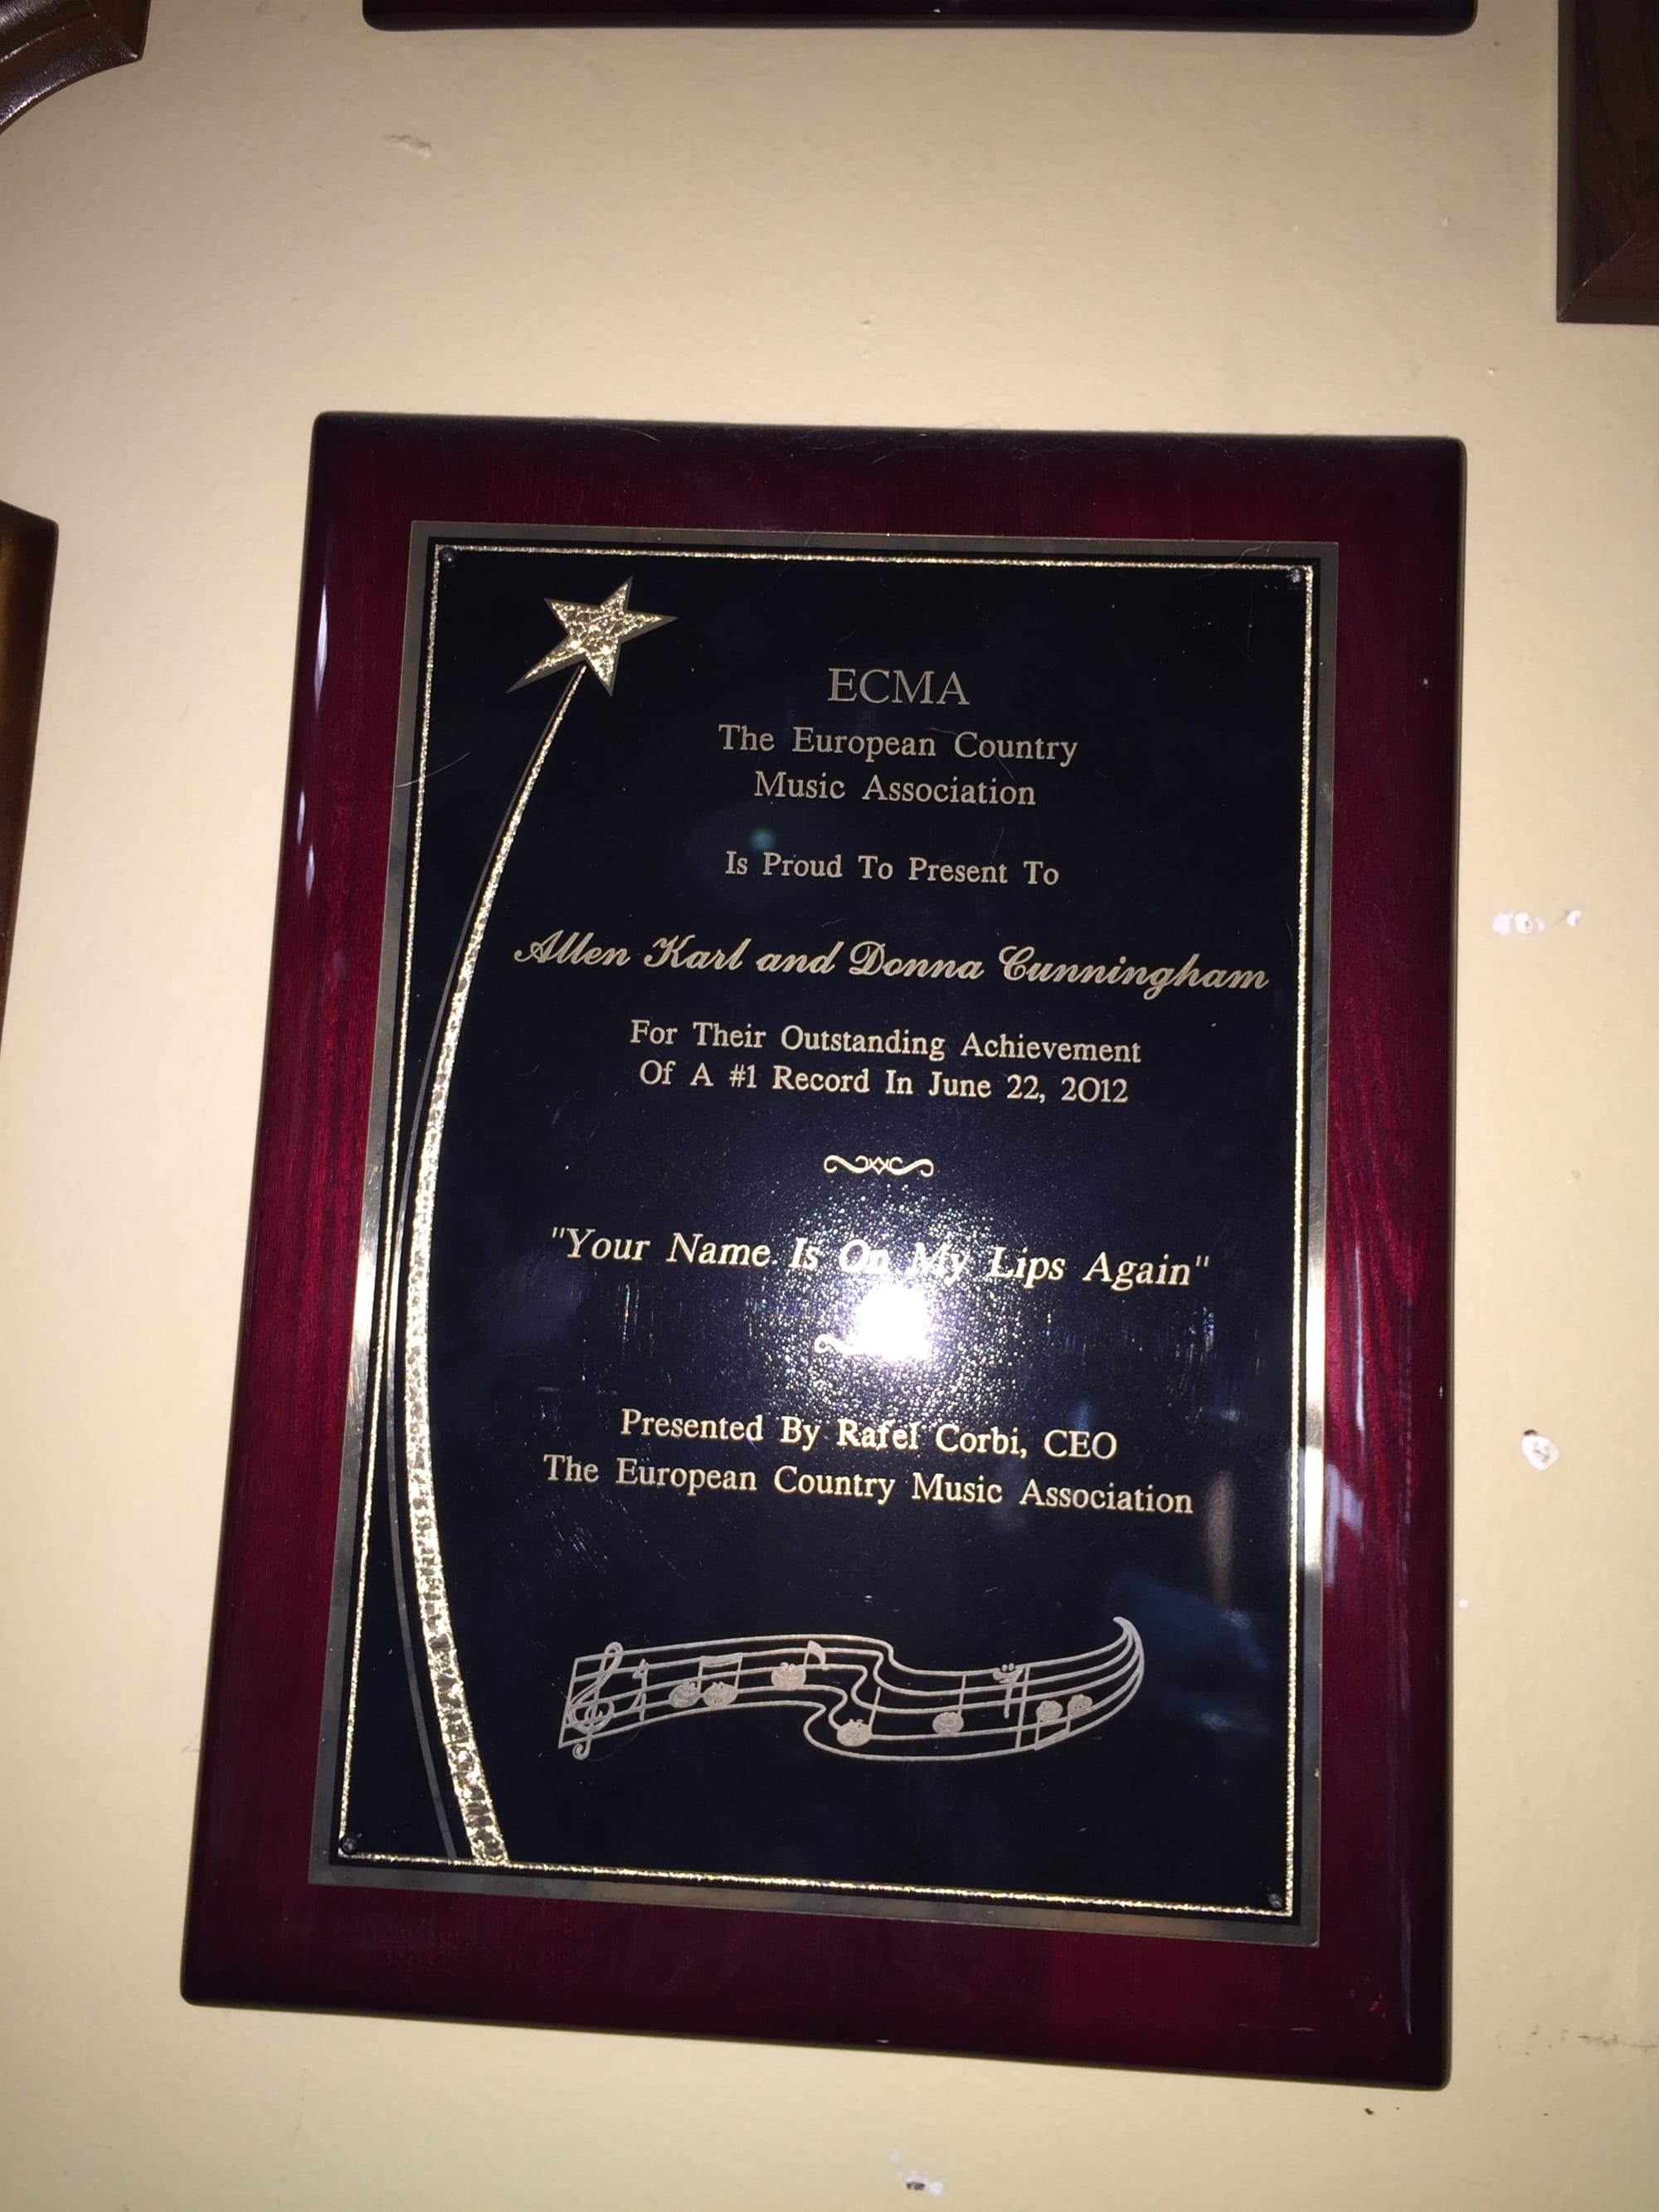 ECMA
The European Country
Music Association
Is Proud To Present To
Allen Karl and Donna Cunningham
For Their Outstanding Achievement
Of A #1 Record In June 22, 2012
"Your Name Is On My Lips Again"
Presented By Rafel Corbi, CEO
The European Country Music Association